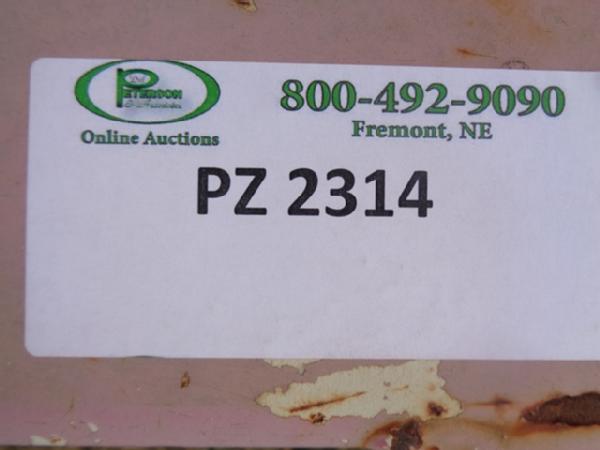 PETERSON
Online Auctions
800-492-9090
Fremont, NE
PZ 2314